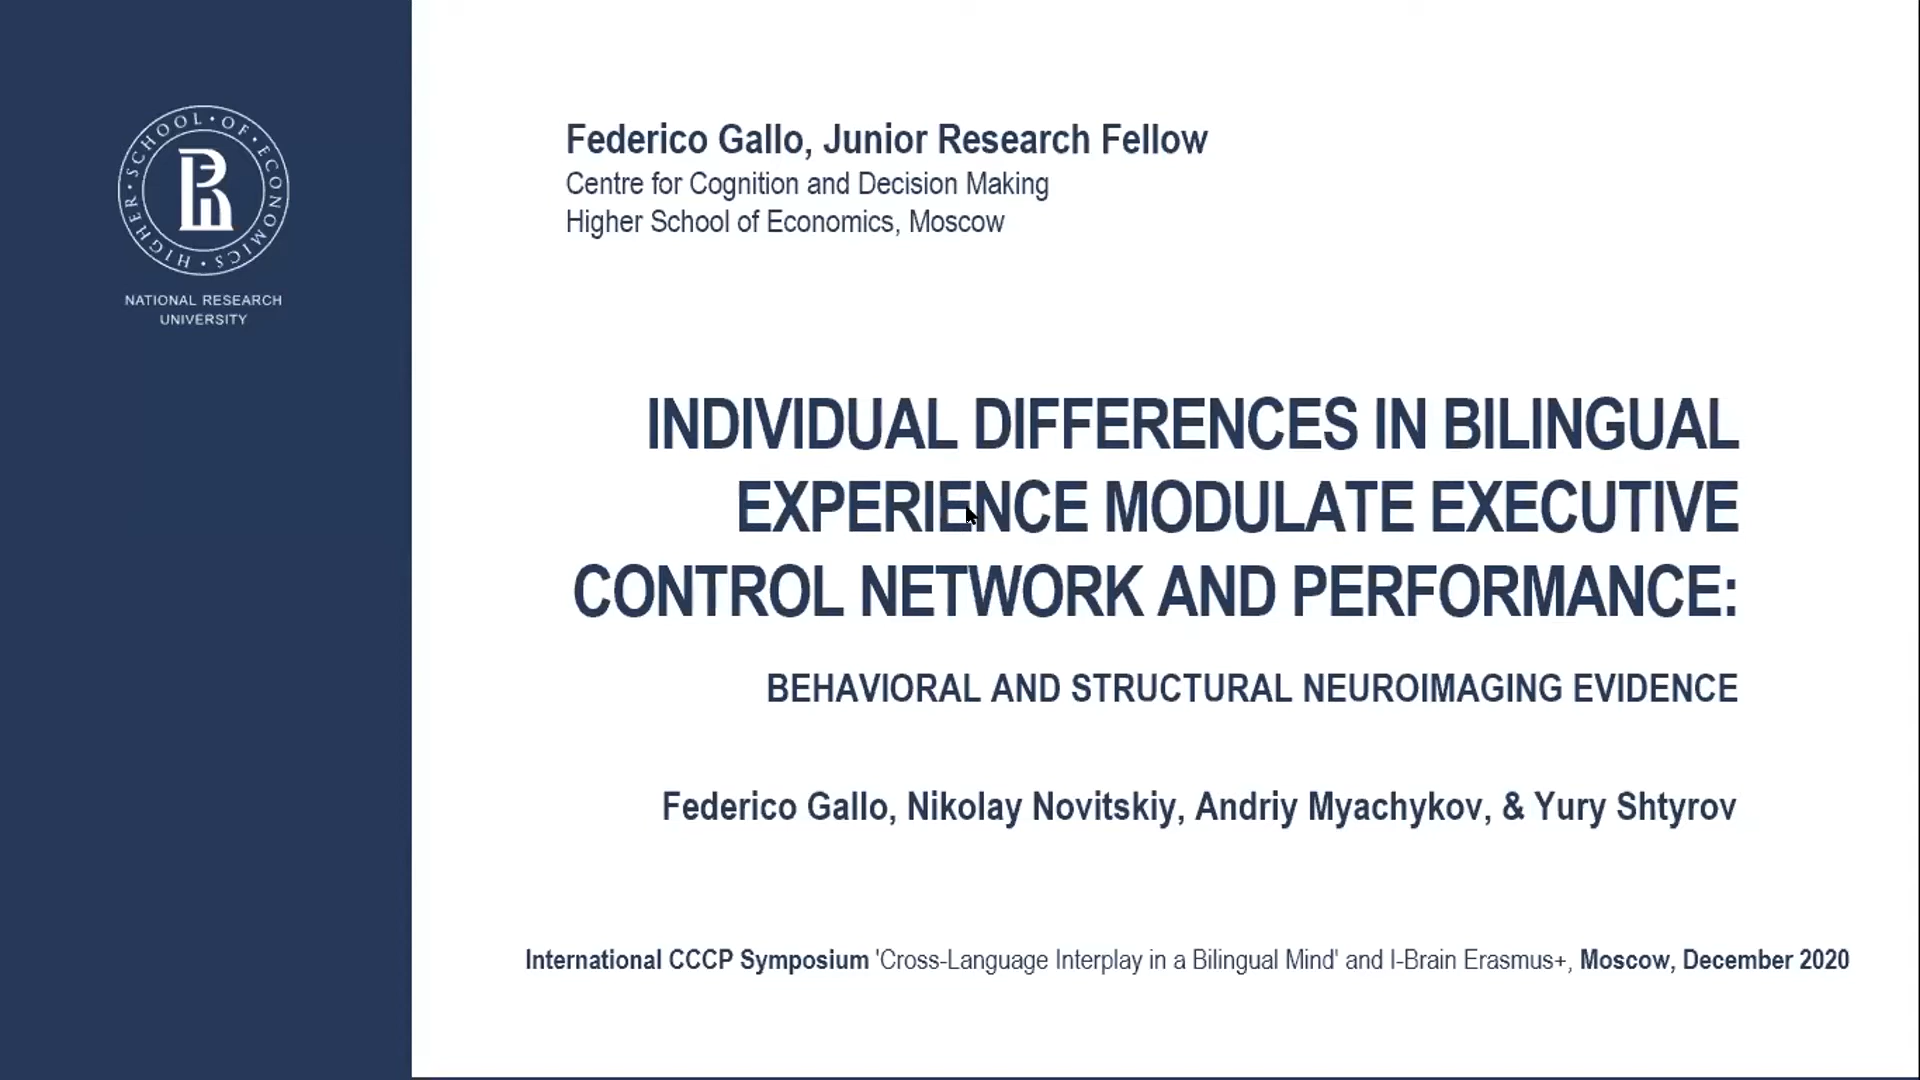 HIGHER • SCHOOL • OF • ECONOMICS •
NATIONAL RESEARCH
UNIVERSITY
Federico Gallo, Junior Research Fellow
Centre for Cognition and Decision Making
Higher School of Economics, Moscow
INDIVIDUAL DIFFERENCES IN BILINGUAL
EXPERIENCE MODULATE EXECUTIVE
CONTROL NETWORK AND PERFORMANCE:
BEHAVIORAL AND STRUCTURAL NEUROIMAGING EVIDENCE
Federico Gallo, Nikolay Novitskiy, Andriy Myachykov, & Yury Shtyrov
International CCCP Symposium 'Cross-Language Interplay in a Bilingual Mind' and I-Brain Erasmus+, Moscow, December 2020